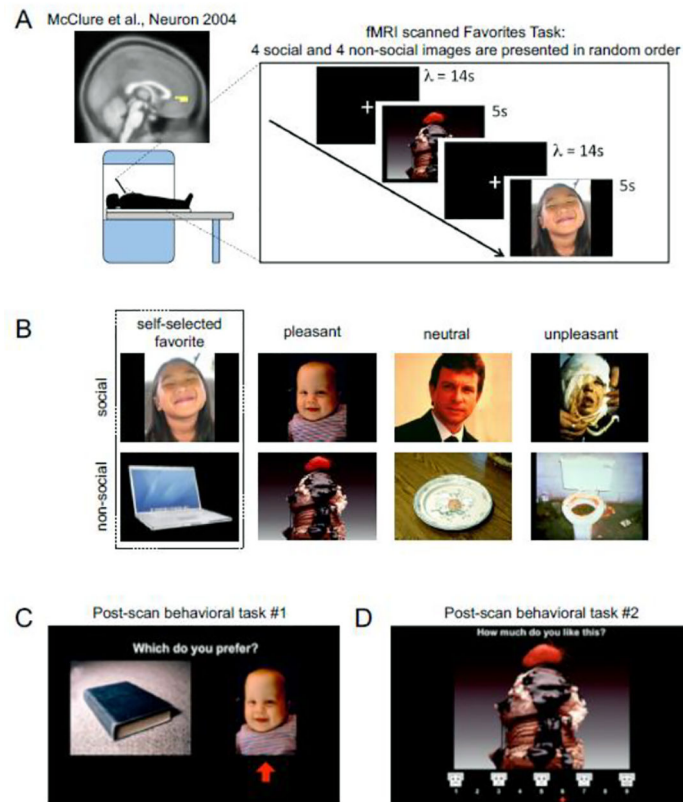 A
McClure et al., Neuron 2004
fMRI scanned Favorites Task:
4 social and 4 non-social images are presented in random order
λ = 14s
5s
λ = 14s
5s
B
self-selected
favorite
pleasant
neutral
unpleasant
social
non-social
C
Post-scan behavioral task #1
Which do you prefer?
D
Post-scan behavioral task #2
How much do you like this?
1 2 3 4 5 6 7 8 9